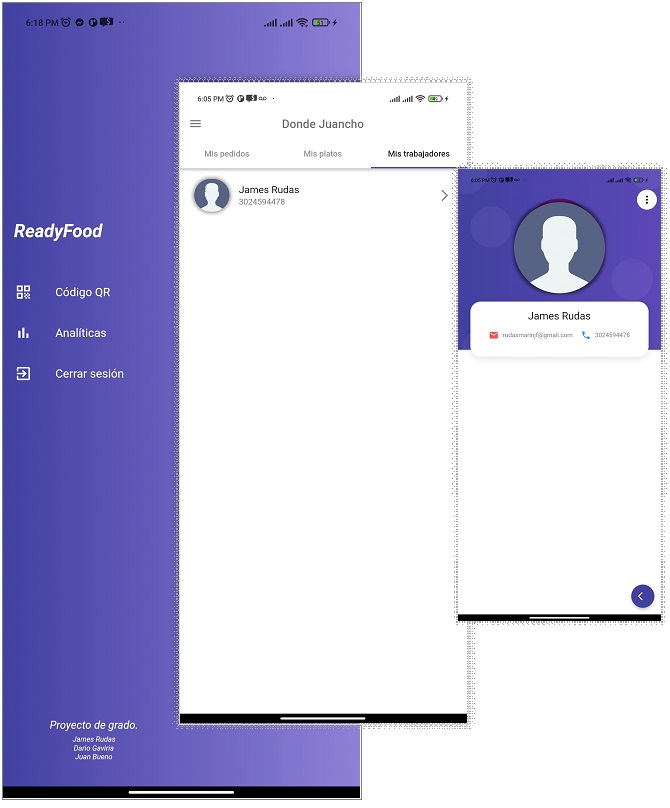 6:18 PM
ReadyFood
Código QR
Analíticas
Cerrar sesión
Proyecto de grado.
James Rudas
Dario Gaviria
Juan Bueno
6:05 PM
Donde Juancho
Mis pedidos
Mis platos
Mis trabajadores
James Rudas
3024594478
6:05 PM
James Rudas
rudasmarinjf@gmail.com
3024594478